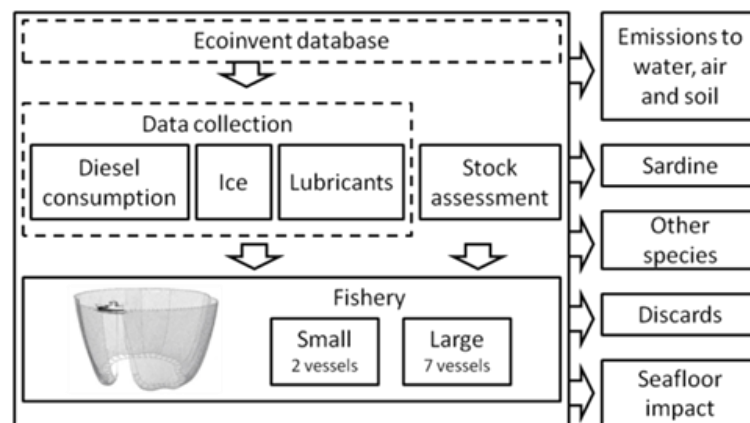 Ecoinvent database
Data collection
Diesel
consumption
Ice
Lubricants
Stock
assessment
Fishery
Small
2 vessels
Large
7 vessels
Emissions to
water, air
and soil
Sardine
Other
species
Discards
Seafloor
impact